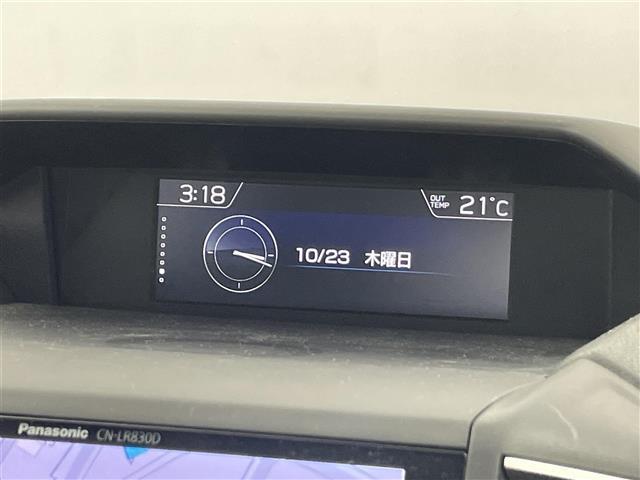 3:18
OUT TEMP 21°C
10/23 木曜日
Panasonic CN-LR830D